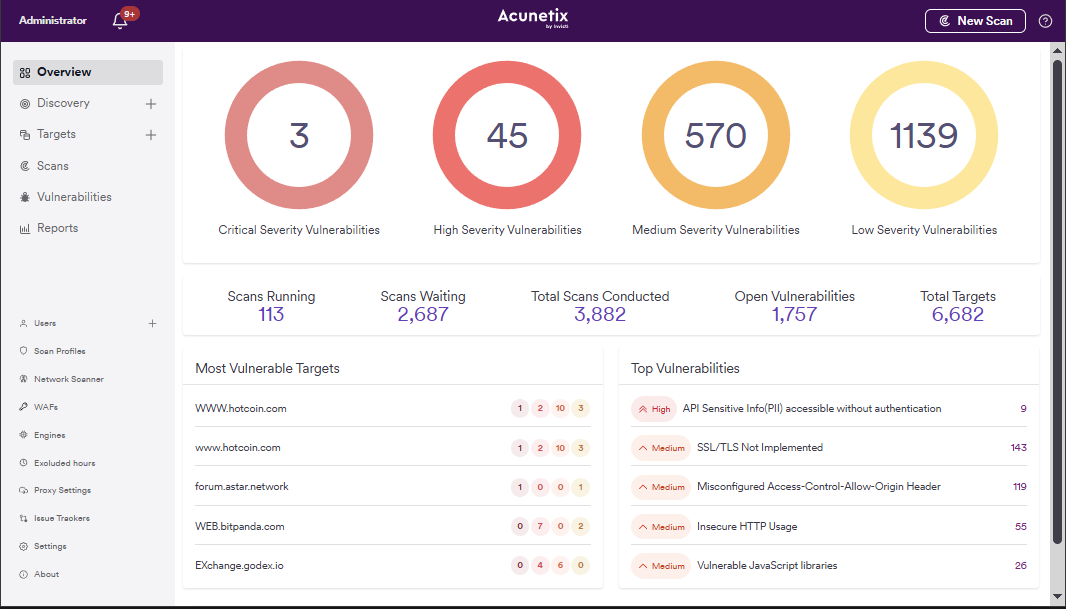 Administrator
9+
Acunetix
by Invicti
New Scan
?
Overview
Discovery
Targets
Scans
Vulnerabilities
Reports
Users
Scan Profiles
Network Scanner
WAFs
Engines
Excluded hours
Proxy Settings
Issue Trackers
Settings
About
3
45
570
1139
Critical Severity Vulnerabilities
High Severity Vulnerabilities
Medium Severity Vulnerabilities
Low Severity Vulnerabilities
Scans Running
113
Scans Waiting
2,687
Total Scans Conducted
3,882
Open Vulnerabilities
1,757
Total Targets
6,682
Most Vulnerable Targets
WWW.hotcoin.com 1 2 10 3
www.hotcoin.com 1 2 10 3
forum.astar.network 1 0 0 1
WEB.bitpanda.com 0 7 0 2
EXchange.godex.io 0 4 6 0
Top Vulnerabilities
High API Sensitive Info(PII) accessible without authentication 9
Medium SSL/TLS Not Implemented 143
Medium Misconfigured Access-Control-Allow-Origin Header 119
Medium Insecure HTTP Usage 55
Medium Vulnerable JavaScript libraries 26